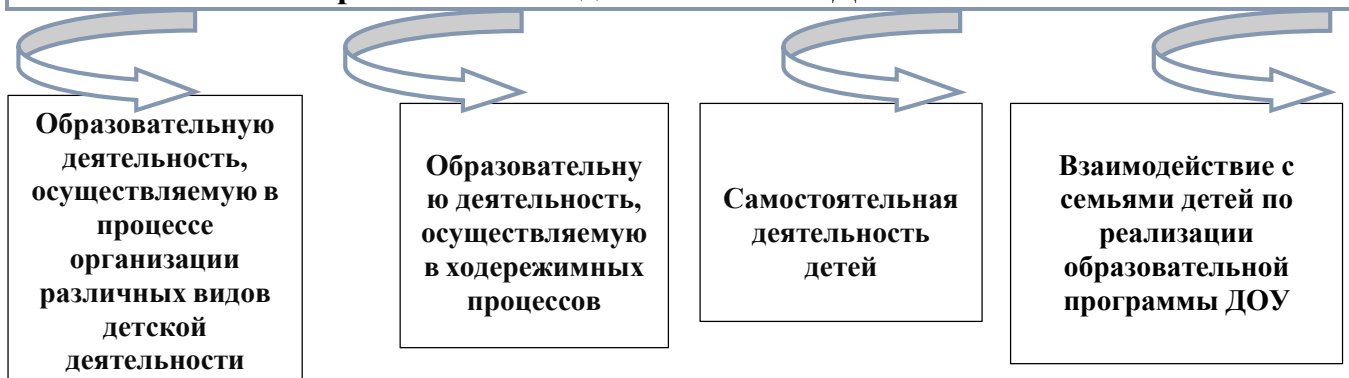 Образовательную
деятельность,
осуществляемую в
процессе
организации
различных видов
детской
деятельности
Образовательну
ю деятельность,
осуществляемую
в ходережимных
процессов
Самостоятельная
деятельность
детей
Взаимодействие с
семьями детей по
реализации
образовательной
программы ДОУ